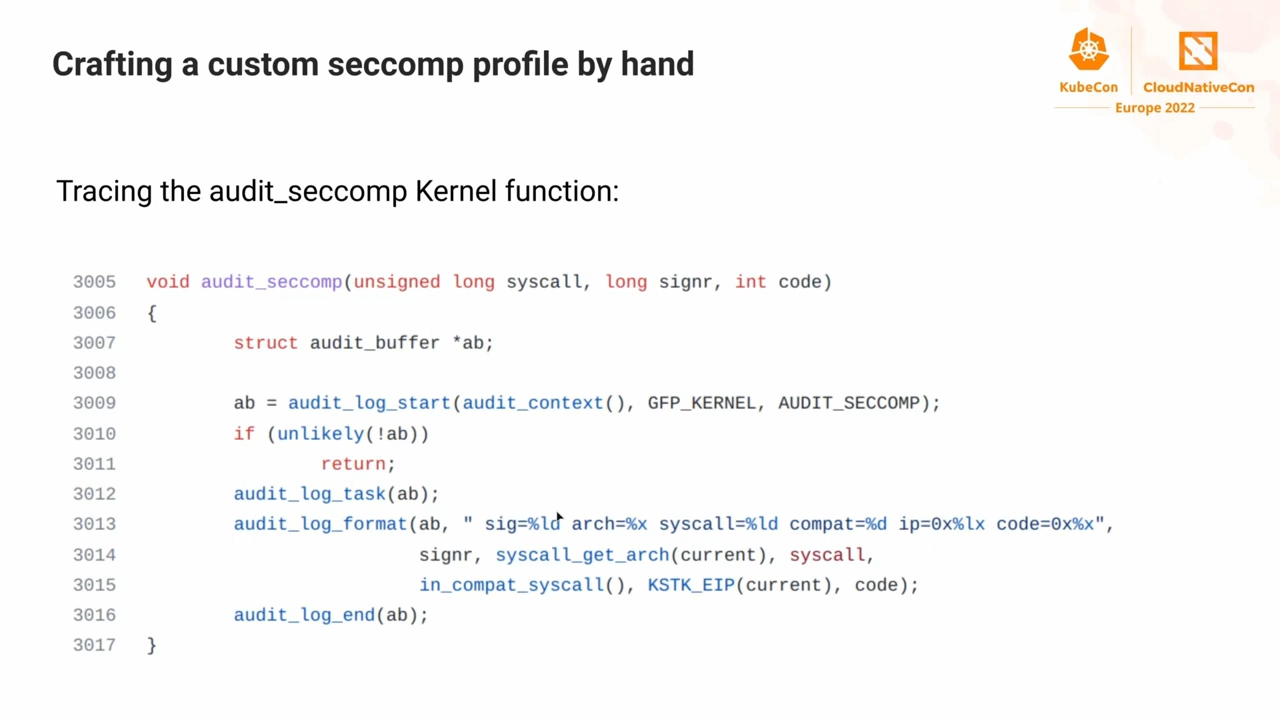 Crafting a custom seccomp profile by hand
KubeCon
CloudNativeCon
Europe 2022
Tracing the audit_seccomp Kernel function:
3005 void audit_seccomp(unsigned long syscall, long signr, int code)
3006 {
3007         struct audit_buffer *ab;
3008
3009         ab = audit_log_start(audit_context(), GFP_KERNEL, AUDIT_SECCOMP);
3010         if (unlikely(!ab))
3011                 return;
3012         audit_log_task(ab);
3013         audit_log_format(ab, " sig=%ld arch=%x syscall=%ld compat=%d ip=0x%lx code=0x%x",
3014                          signr, syscall_get_arch(current), syscall,
3015                          in_compat_syscall(), KSTK_EIP(current), code);
3016         audit_log_end(ab);
3017 }